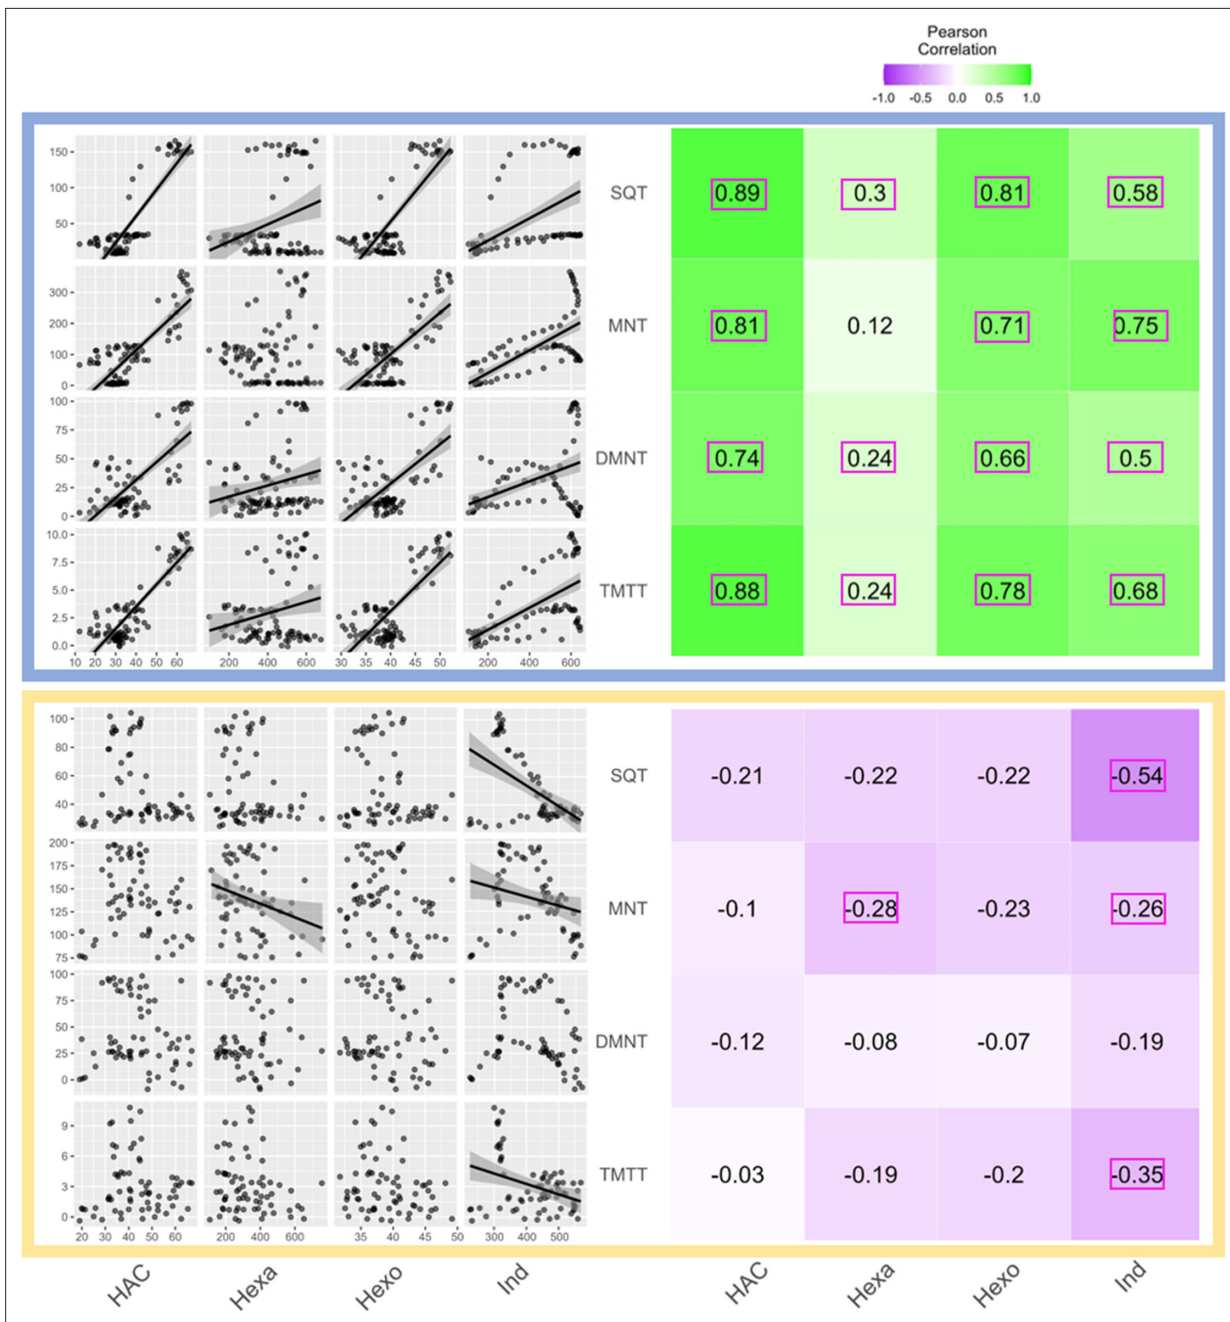 Pearson
Correlation
-1.0 -0.5 0.0 0.5 1.0
150
100
50
SQT
0.89 0.3 0.81 0.58
300
200
100
0
MNT
0.81 0.12 0.71 0.75
100
75
50
25
0
DMNT
0.74 0.24 0.66 0.5
10.0
7.5
5.0
2.5
0.0
TMTT
0.88 0.24 0.78 0.68
10 20 30 40 50 60 200 400 600 30 35 40 45 50 200 400 600
100
80
60
40
SQT
-0.21 -0.22 -0.22 -0.54
200
175
150
125
100
75
MNT
-0.1 -0.28 -0.23 -0.26
100
75
50
25
0
DMNT
-0.12 -0.08 -0.07 -0.19
9
6
3
0
TMTT
-0.03 -0.19 -0.2 -0.35
20 30 40 50 60 200 400 600 35 40 45 50 300 400 500
HAC Hexa Hexo Ind HAC Hexa Hexo Ind